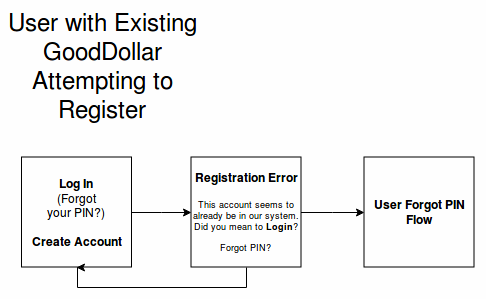 User with Existing
GoodDollar
Attempting to
Register
Log In
(Forgot
your PIN?)
Create Account
Registration Error
This account seems to
already be in our system.
Did you mean to Login?
Forgot PIN?
User Forgot PIN
Flow